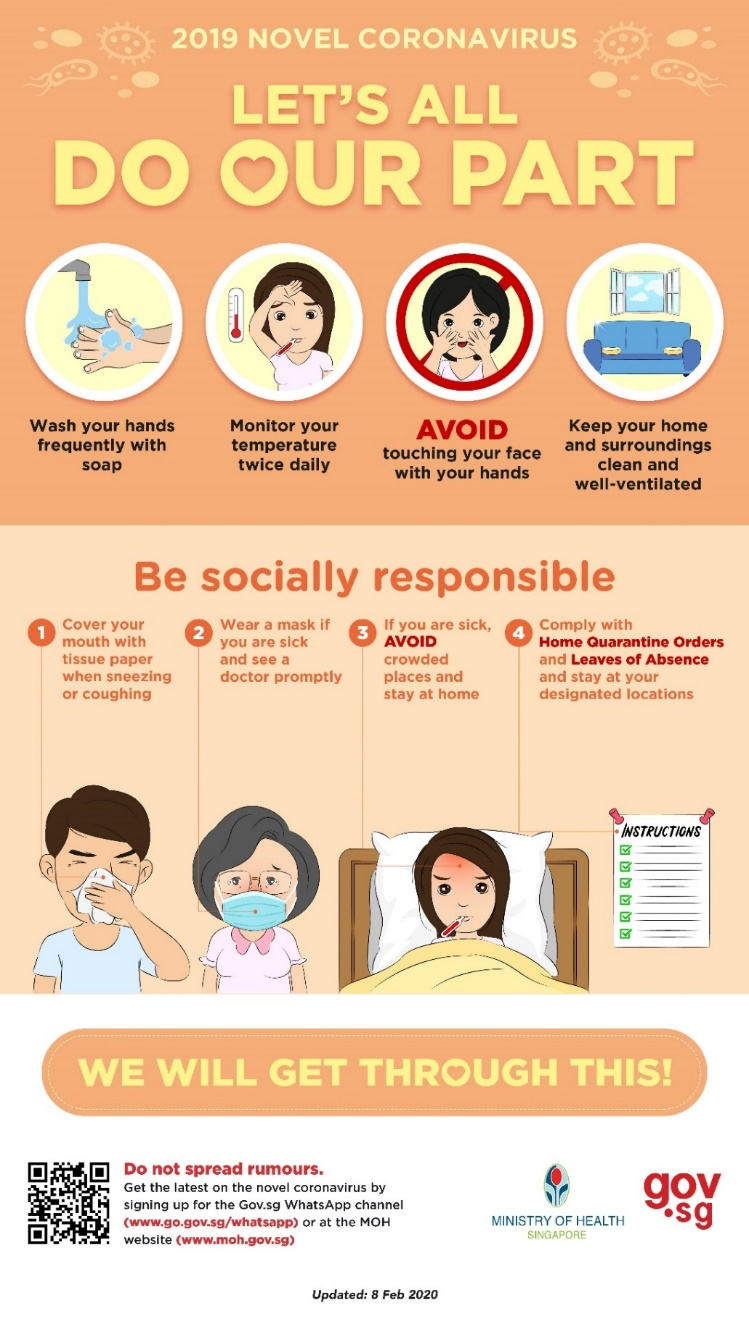 2019 NOVEL CORONAVIRUS
LET'S ALL
DO OUR PART
Wash your hands
frequently with
soap
Monitor your
temperature
twice daily
AVOID
touching your face
with your hands
Keep your home
and surroundings
clean and
well-ventilated
Be socially responsible
1
Cover your
mouth with
tissue paper
when sneezing
or coughing
2
Wear a mask if
you are sick
and see a
doctor promptly
3
If you are sick,
AVOID
crowded
places and
stay at home
4
Comply with
Home Quarantine Orders
and Leaves of Absence
and stay at your
designated locations
INSTRUCTIONS
WE WILL GET THROUGH THIS!
Do not spread rumours.
Get the latest on the novel coronavirus by
signing up for the Gov.sg WhatsApp channel
(www.go.gov.sg/whatsapp) or at the MOH
website (www.moh.gov.sg)
MINISTRY OF HEALTH
SINGAPORE
gov
.sg
Updated: 8 Feb 2020